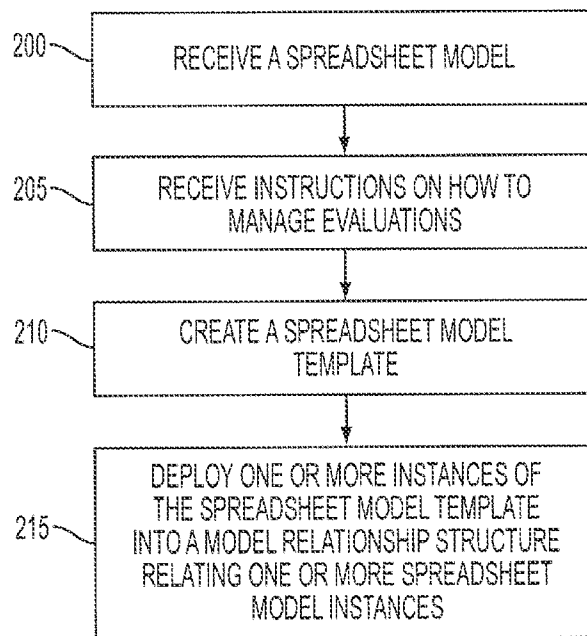 200
RECEIVE A SPREADSHEET MODEL
205
RECEIVE INSTRUCTIONS ON HOW TO
MANAGE EVALUATIONS
210
CREATE A SPREADSHEET MODEL
TEMPLATE
215
DEPLOY ONE OR MORE INSTANCES OF
THE SPREADSHEET MODEL TEMPLATE
INTO A MODEL RELATIONSHIP STRUCTURE
RELATING ONE OR MORE SPREADSHEET
MODEL INSTANCES